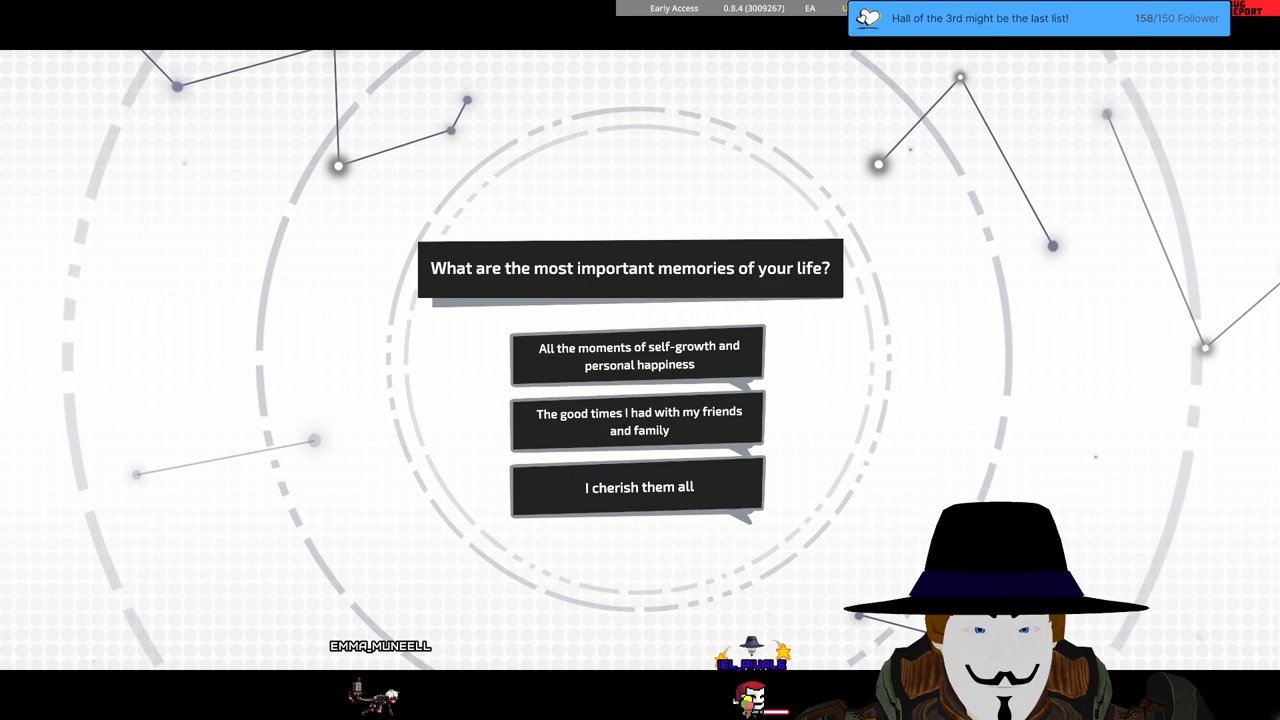 Early Access 0.8.4 (3009267) EA
Hall of the 3rd might be the last list! 158/150 Follower
REPORT
What are the most important memories of your life?
All the moments of self-growth and
personal happiness
The good times I had with my friends
and family
I cherish them all
EMMA_MUNEELL